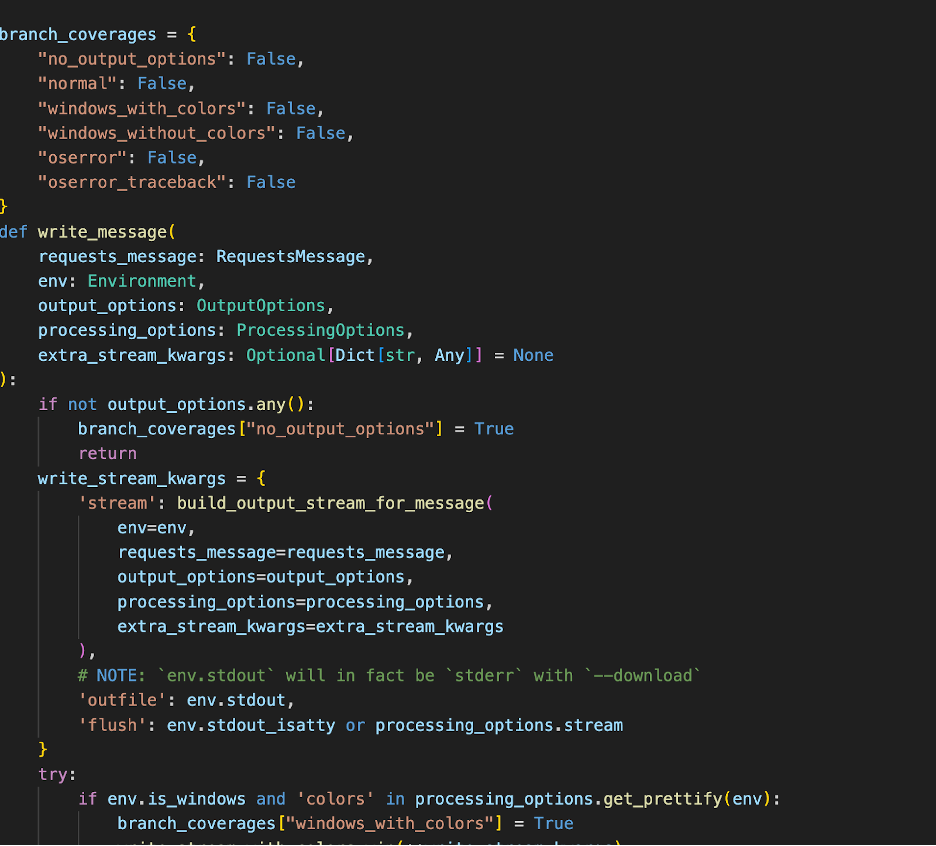 branch_coverages = {
    "no_output_options": False,
    "normal": False,
    "windows_with_colors": False,
    "windows_without_colors": False,
    "oserror": False,
    "oserror_traceback": False
}
def write_message(
    requests_message: RequestsMessage,
    env: Environment,
    output_options: OutputOptions,
    processing_options: ProcessingOptions,
    extra_stream_kwargs: Optional[Dict[str, Any]] = None
):
    if not output_options.any():
        branch_coverages["no_output_options"] = True
        return
    write_stream_kwargs = {
        'stream': build_output_stream_for_message(
            env=env,
            requests_message=requests_message,
            output_options=output_options,
            processing_options=processing_options,
            extra_stream_kwargs=extra_stream_kwargs
        ),
        # NOTE: `env.stdout` will in fact be `stderr` with `--download`
        'outfile': env.stdout,
        'flush': env.stdout_isatty or processing_options.stream
    }
    try:
        if env.is_windows and 'colors' in processing_options.get_prettify(env):
            branch_coverages["windows_with_colors"] = True